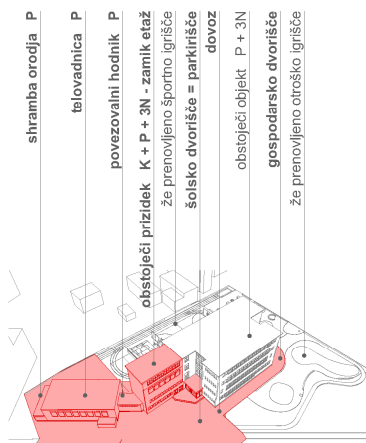 shramba orodja P
telovadnica P
povezovalni hodnik P
obstoječi prizidek K + P + 3N - zamik etaž
že prenovljeno športno igrišče
šolsko dvorišče = parkirišče
dovoz
obstoječi objekt P + 3N
gospodarsko dvorišče
že prenovljeno otroško igrišče